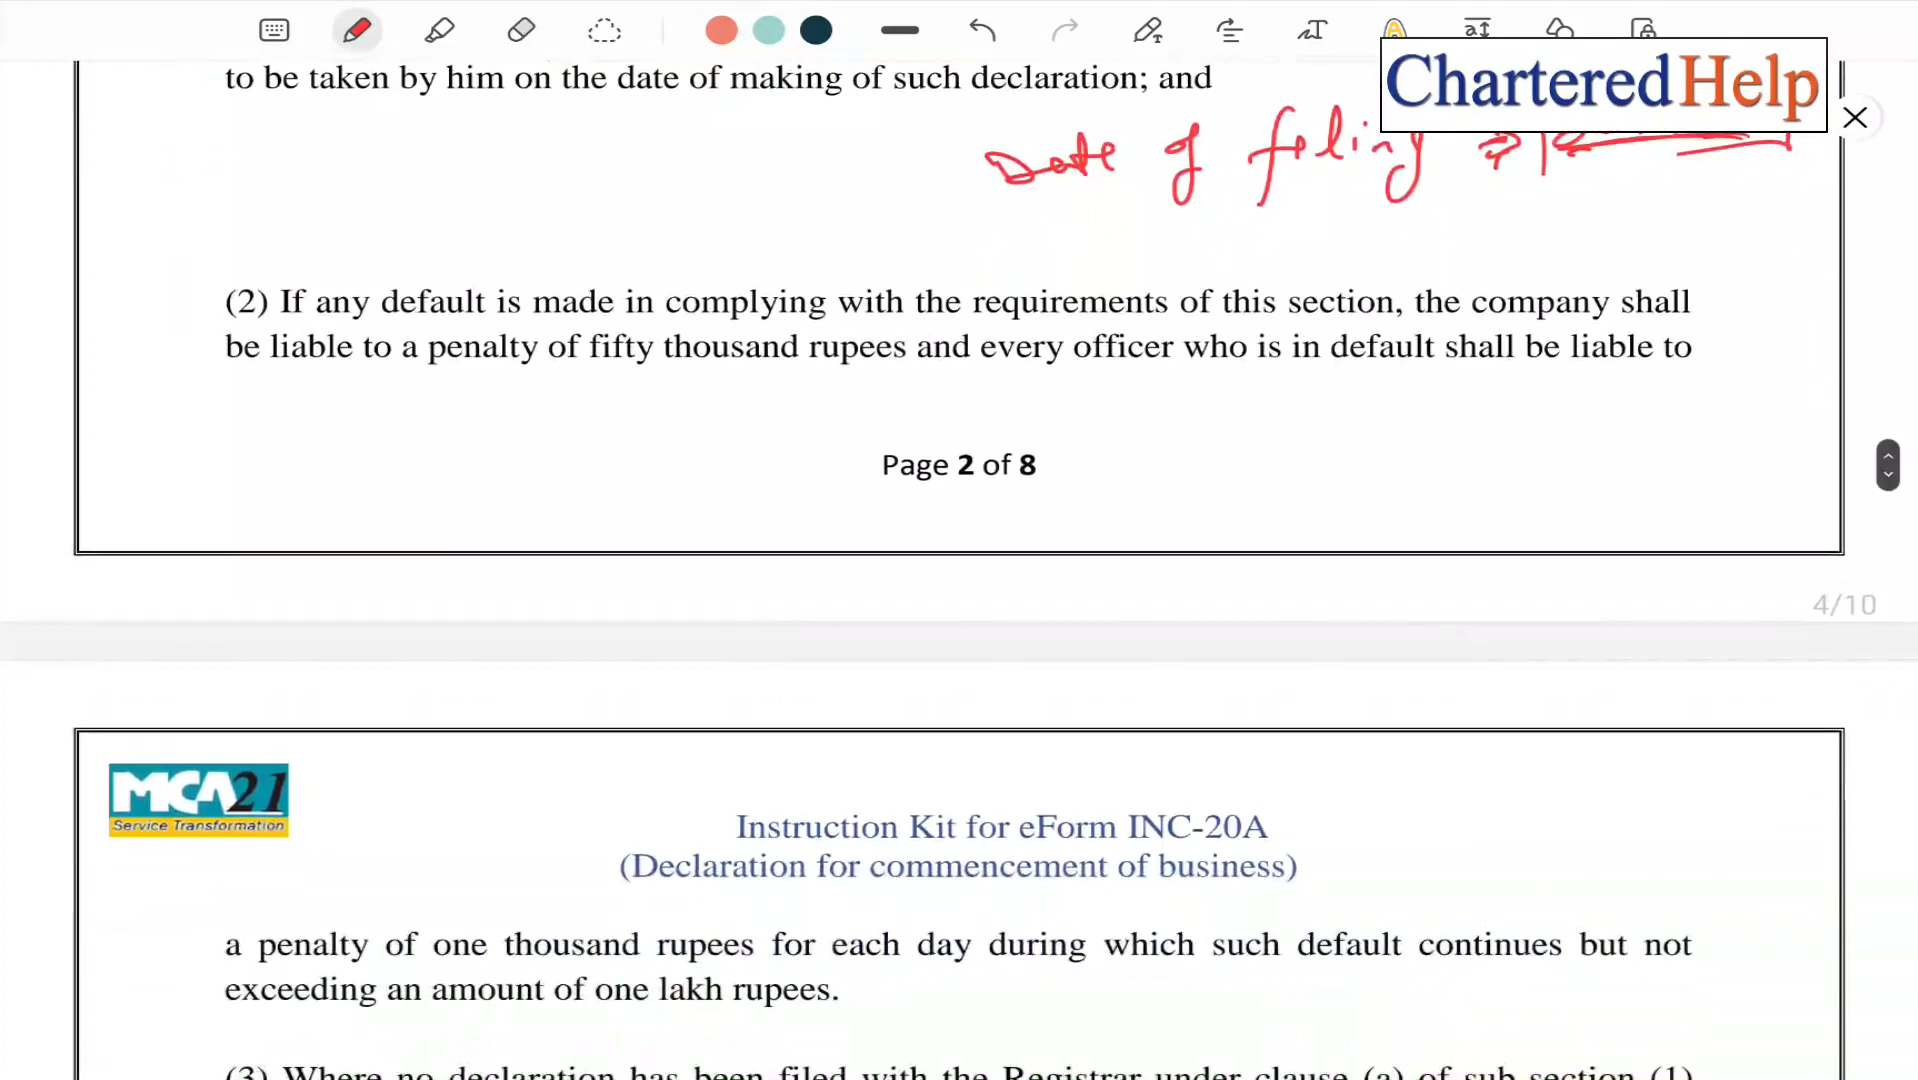 CharteredHelp
to be taken by him on the date of making of such declaration; and
Date of filing
(2) If any default is made in complying with the requirements of this section, the company shall
be liable to a penalty of fifty thousand rupees and every officer who is in default shall be liable to
Page 2 of 8
4/10
MCA21
Service Transformation
Instruction Kit for eForm INC-20A
(Declaration for commencement of business)
a penalty of one thousand rupees for each day during which such default continues but not
exceeding an amount of one lakh rupees.
(3) Where no declaration has been filed with the Registrar under clause (a) of sub section (1)